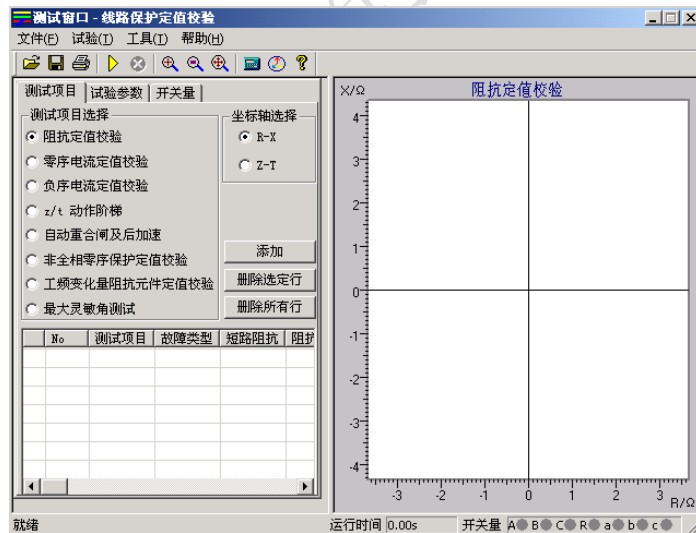 测试窗口 - 线路保护定值校验
文件(F) 试验(T) 工具(T) 帮助(H)
测试项目 试验参数 开关量
测试项目选择
阻抗定值校验
零序电流定值校验
负序电流定值校验
z/t 动作阶梯
自动重合闸及后加速
非全相零序保护定值校验
工频变化量阻抗元件定值校验
最大灵敏角测试
坐标轴选择
R-X
Z-T
添加
删除选定行
删除所有行
No 测试项目 故障类型 短路阻抗 阻抗
X/Ω 阻抗定值校验
4
3
2
1
0
-1
-2
-3
-4
-3 -2 -1 0 1 2 3 R/Ω
就绪 运行时间 0.00s 开关量 A B C R a b c